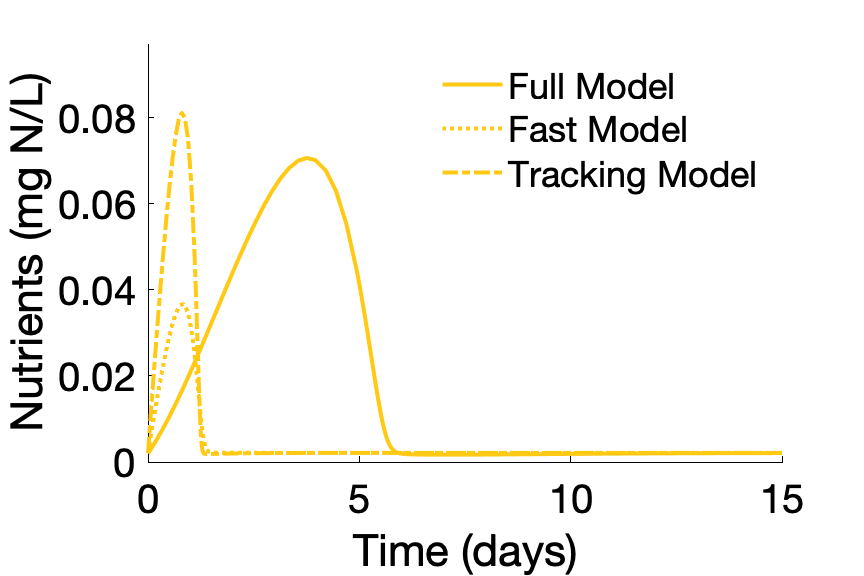 Nutrients (mg N/L)
0.08
0.06
0.04
0.02
0
Full Model
Fast Model
Tracking Model
0
5
10
15
Time (days)